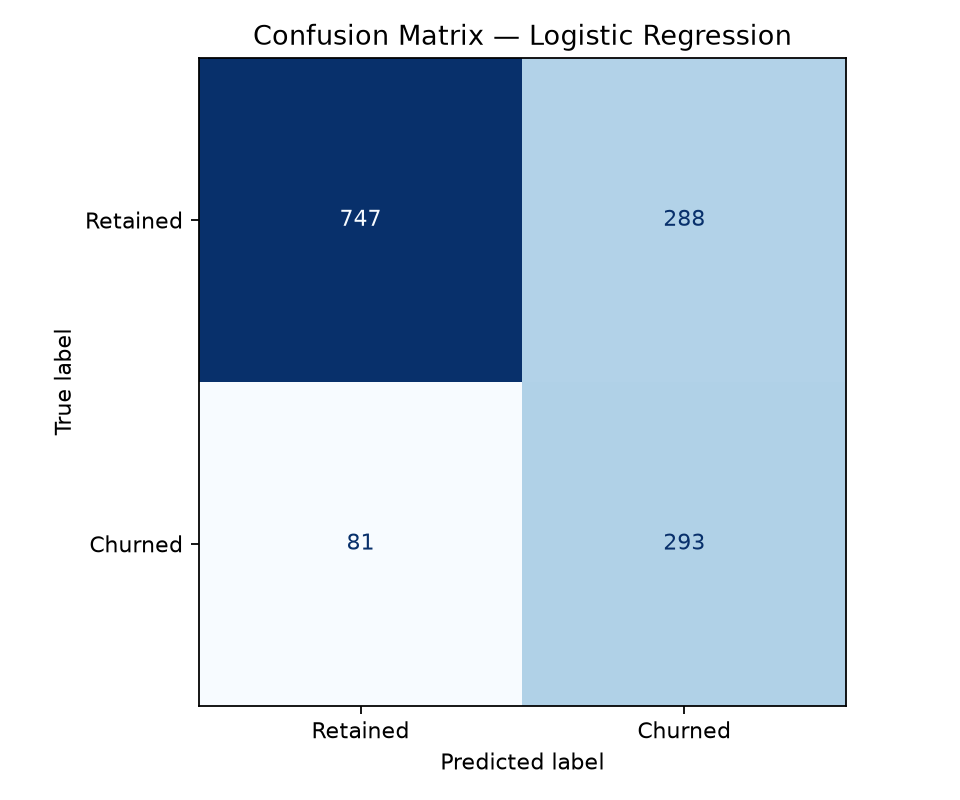 Confusion Matrix — Logistic Regression
True label
Retained
747
288
Churned
81
293
Retained
Churned
Predicted label